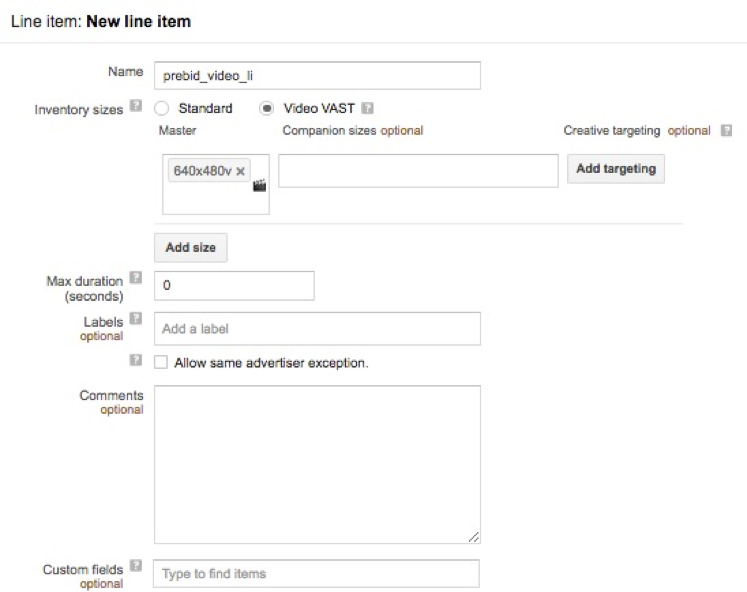 Line item: New line item
Name
prebid_video_li
Inventory sizes ? Standard Video VAST ?
Master Companion sizes optional Creative targeting optional ?
640x480v × Add targeting
Add size
Max duration ?
(seconds)
0
Labels ?
optional
Add a label
? Allow same advertiser exception.
Comments
optional
Custom fields ?
optional
Type to find items